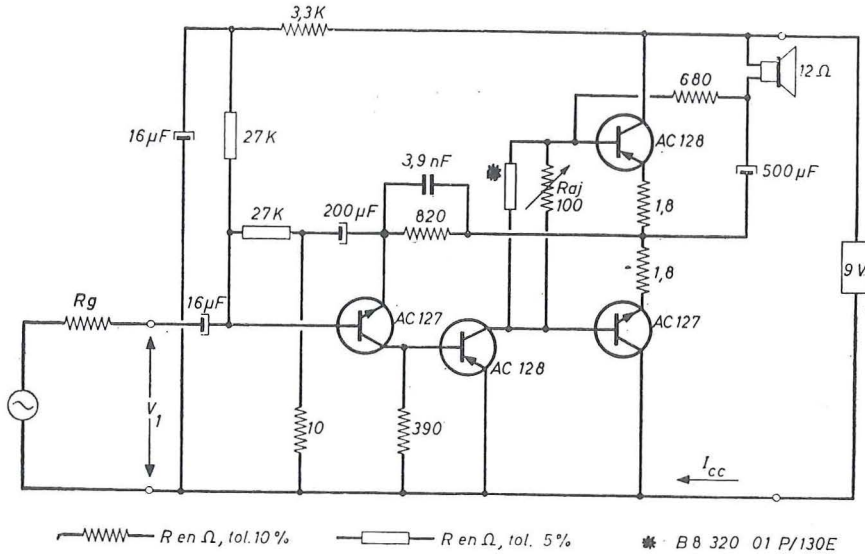 3,3K
12 Ω
680
AC 128
16µF
27K
3,9 nF
Raj
100
1,8
500µF
27K
200µF
820
1,8
9 V
Rg
16µF
AC 127
AC 128
AC 127
V1
10
390
Icc
R en Ω, tol. 10 %
R en Ω, tol. 5 %
B 8 320 01 P/130E